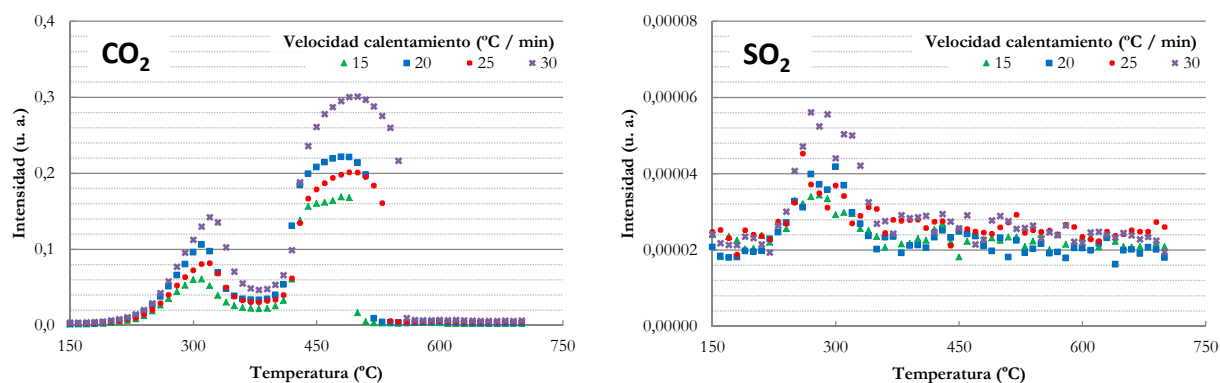 CO2
Velocidad calentamiento (ºC / min)
15 20 25 30
Intensidad (u. a.)
0,4
0,3
0,2
0,1
0,0
150 300 450 600 750
Temperatura (ºC)
SO2
Velocidad calentamiento (ºC / min)
15 20 25 30
Intensidad (u. a.)
0,00008
0,00006
0,00004
0,00002
0,00000
150 300 450 600 750
Temperatura (ºC)